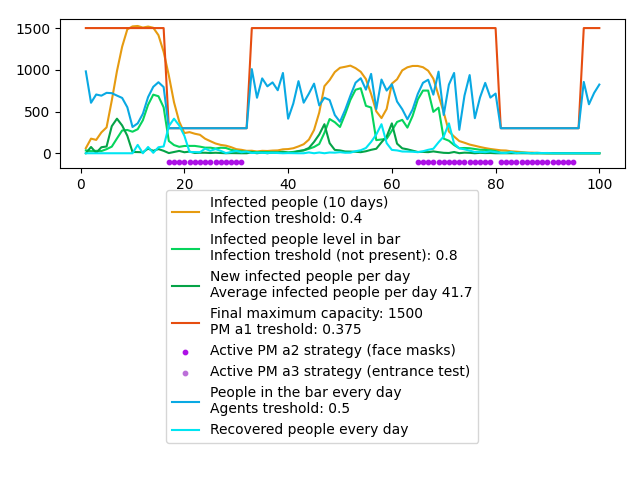 1500
1000
500
0
0 20 40 60 80 100
Infected people (10 days)
Infection treshold: 0.4
Infected people level in bar
Infection treshold (not present): 0.8
New infected people per day
Average infected people per day 41.7
Final maximum capacity: 1500
PM a1 treshold: 0.375
Active PM a2 strategy (face masks)
Active PM a3 strategy (entrance test)
People in the bar every day
Agents treshold: 0.5
Recovered people every day